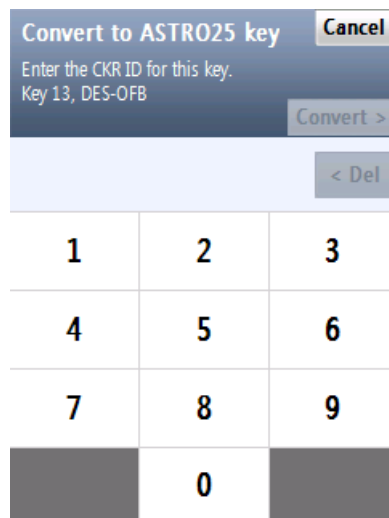 Convert to ASTRO25 key
Cancel
Enter the CKR ID for this key.
Key 13, DES-OFB
Convert >
< Del
1 2 3
4 5 6
7 8 9
0